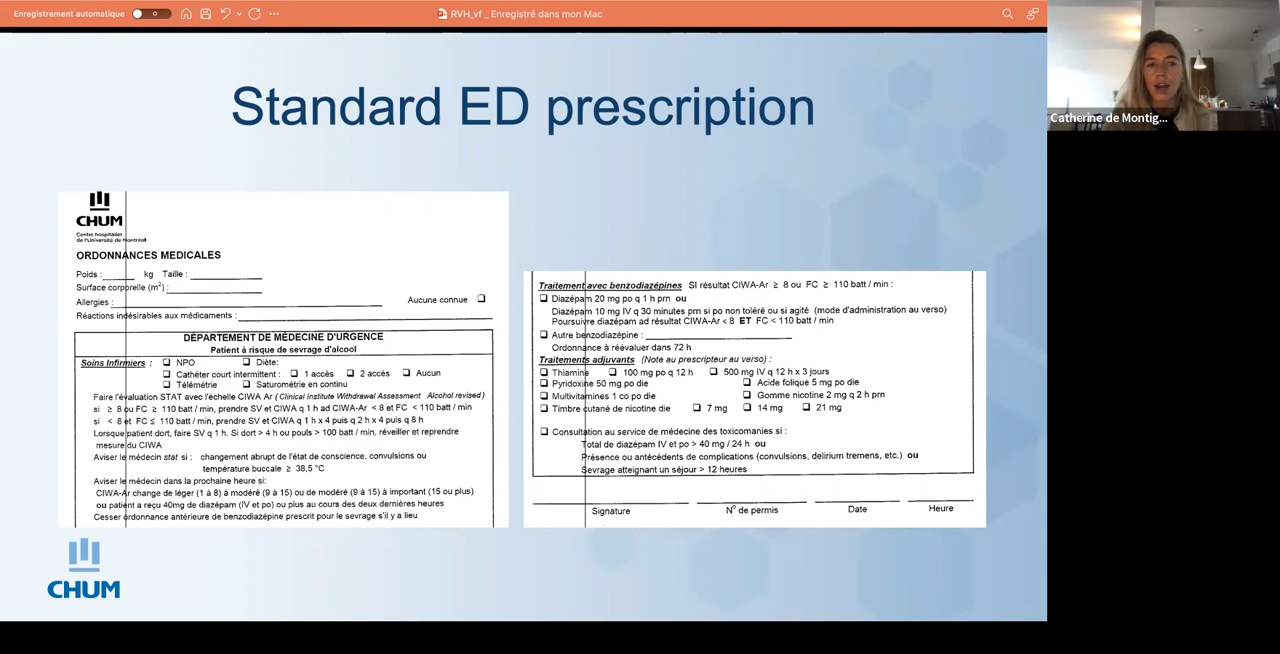 Enregistrement automatique
RVH_vf _ Enregistré dans mon Mac
Catherine de Montig...
Standard ED prescription
CHUM
Centre hospitalier
de l'Université de Montréal
ORDONNANCES MEDICALES
Poids : ______ kg Taille : ______
Surface corporelle (m²) : ______
Allergies : ______ Aucune connue ❑
Réactions indésirables aux médicaments : ______
DÉPARTEMENT DE MÉDECINE D'URGENCE
Patient à risque de sevrage d'alcool
Soins Infirmiers : ❑ NPO ❑ Diète:
❑ Cathéter court intermittent : ❑ 1 accès ❑ 2 accès ❑ Aucun
❑ Télémétrie ❑ Saturométrie en continu
Faire l'évaluation STAT avec l'échelle CIWA Ar ( Clinical Institute Withdrawal Assessment Alcohol revised )
si ≥ 8 ou FC ≥ 110 batt / min, prendre SV et CIWA q 1 h ad CIWA-Ar < 8 et FC < 110 batt / min
si < 8 et FC ≤ 110 batt / min, prendre SV et CIWA q 1 h x 4 puis q 2 h x 4 puis q 8 h
Lorsque patient dort, faire SV q 1 h. Si dort > 4 h ou pouls > 100 batt / min, réveiller et reprendre
mesure du CIWA
Aviser le médecin stat si : changement abrupt de l'état de conscience, convulsions ou
température buccale ≥ 38,5 °C
Aviser le médecin dans la prochaine heure si:
CIWA-Ar change de léger (1 à 8) à modéré (9 à 15) ou de modéré (9 à 15) à important (15 ou plus)
ou patient a reçu 40mg de diazépam (IV et po) ou plus au cours des deux dernières heures
Cesser ordonnance antérieure de benzodiazépine prescrit pour le sevrage s'il y a lieu
Traitement avec benzodiazépines SI résultat CIWA-Ar ≥ 8 ou FC ≥ 110 batt / min :
❑ Diazépam 20 mg po q 1 h prn ou
Diazépam 10 mg IV q 30 minutes prn si po non toléré ou si agité (mode d'administration au verso)
Poursuivre diazépam ad résultat CIWA-Ar < 8 ET FC < 110 batt / min
❑ Autre benzodiazépine : ______
Ordonnance à réévaluer dans 72 h
Traitements adjuvants (Note au prescripteur au verso) :
❑ Thiamine ❑ 100 mg po q 12 h ❑ 500 mg IV q 12 h x 3 jours
❑ Pyridoxine 50 mg po die ❑ Acide folique 5 mg po die
❑ Multivitamines 1 co po die ❑ Gomme nicotine 2 mg q 2 h prn
❑ Timbre cutané de nicotine die ❑ 7 mg ❑ 14 mg ❑ 21 mg
❑ Consultation au service de médecine des toxicomanies si :
Total de diazépam IV et po > 40 mg / 24 h ou
Présence ou antécédents de complications (convulsions, delirium tremens, etc.) ou
Sevrage atteignant un séjour > 12 heures
Signature N° de permis Date Heure
CHUM